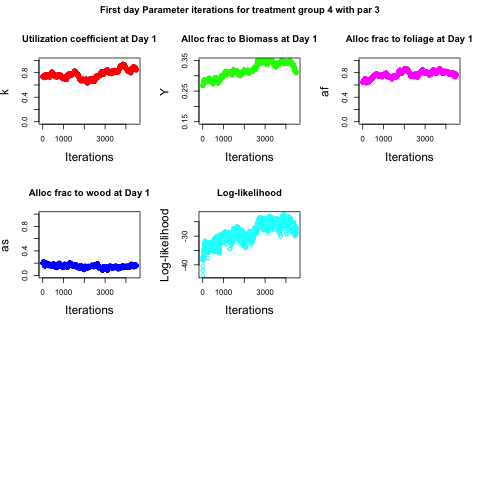 First day Parameter iterations for treatment group 4 with par 3
Utilization coefficient at Day 1
k
0.0 0.4 0.8
0 1000 3000
Iterations
Alloc frac to Biomass at Day 1
Y
0.15 0.25 0.35
0 1000 3000
Iterations
Alloc frac to foliage at Day 1
af
0.0 0.4 0.8
0 1000 3000
Iterations
Alloc frac to wood at Day 1
as
0.0 0.4 0.8
0 1000 3000
Iterations
Log-likelihood
Log-likelihood
-40 -30
0 1000 3000
Iterations